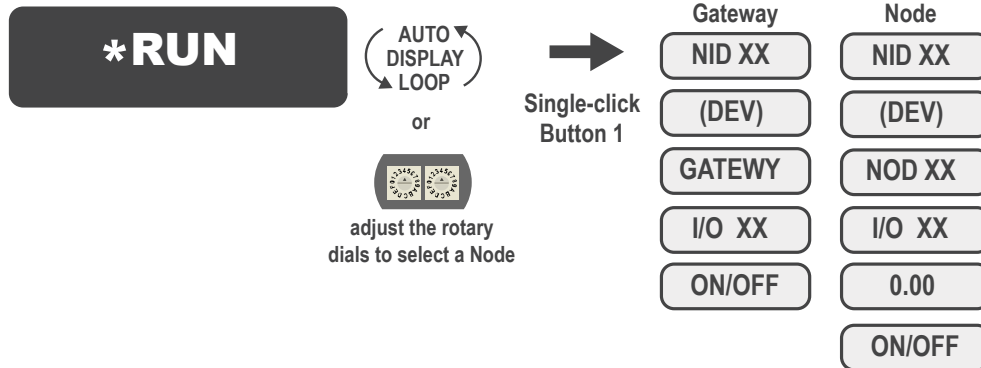 *RUN
AUTO
DISPLAY
LOOP
or
adjust the rotary
dials to select a Node
Single-click
Button 1
Gateway
NID XX
(DEV)
GATEWY
I/O XX
ON/OFF
Node
NID XX
(DEV)
NOD XX
I/O XX
0.00
ON/OFF